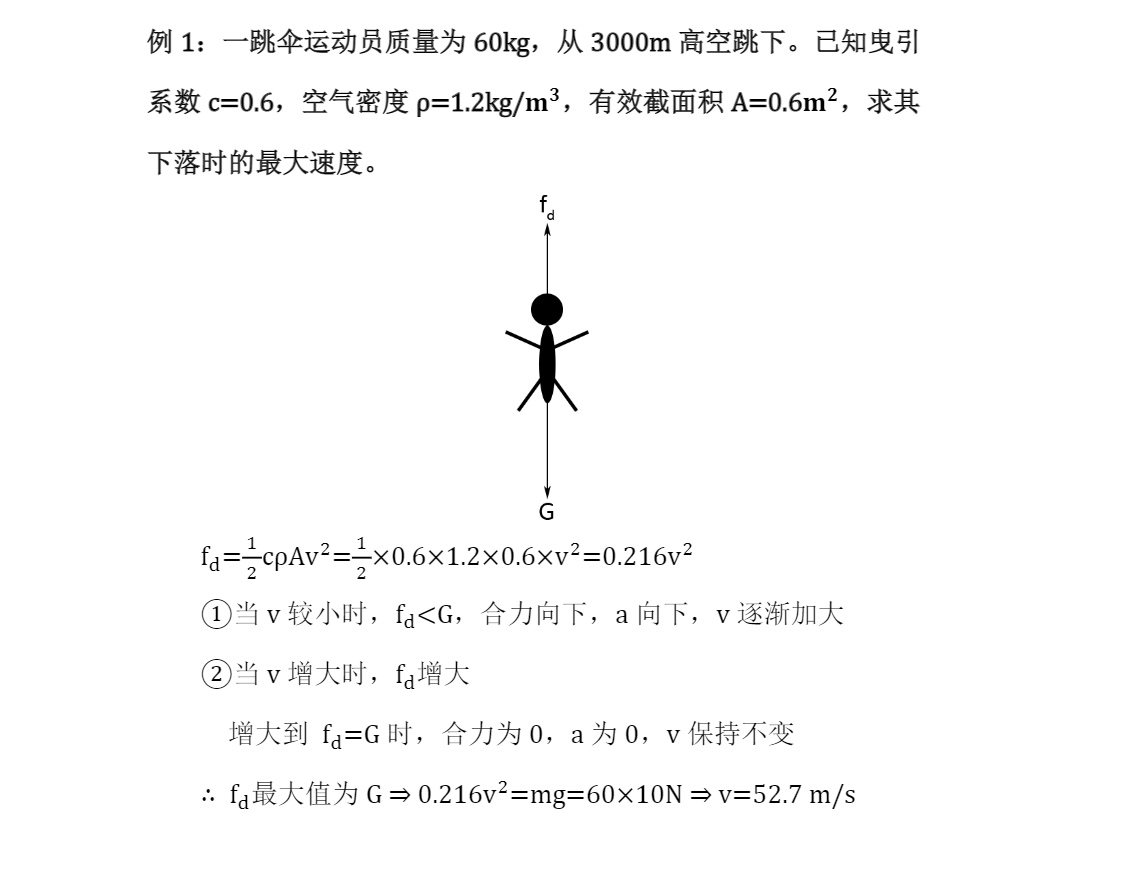 例 1：一跳伞运动员质量为 60kg，从 3000m 高空跳下。已知曳引
系数 c=0.6，空气密度 ρ=1.2kg/m³，有效截面积 A=0.6m²，求其
下落时的最大速度。
f_d
G
f_d=1/2cρAv²=1/2×0.6×1.2×0.6×v²=0.216v²
①当 v 较小时，f_d<G，合力向下，a 向下，v 逐渐加大
②当 v 增大时，f_d增大
增大到 f_d=G 时，合力为 0，a 为 0，v 保持不变
∴ f_d最大值为 G ⇒ 0.216v²=mg=60×10N ⇒ v=52.7 m/s